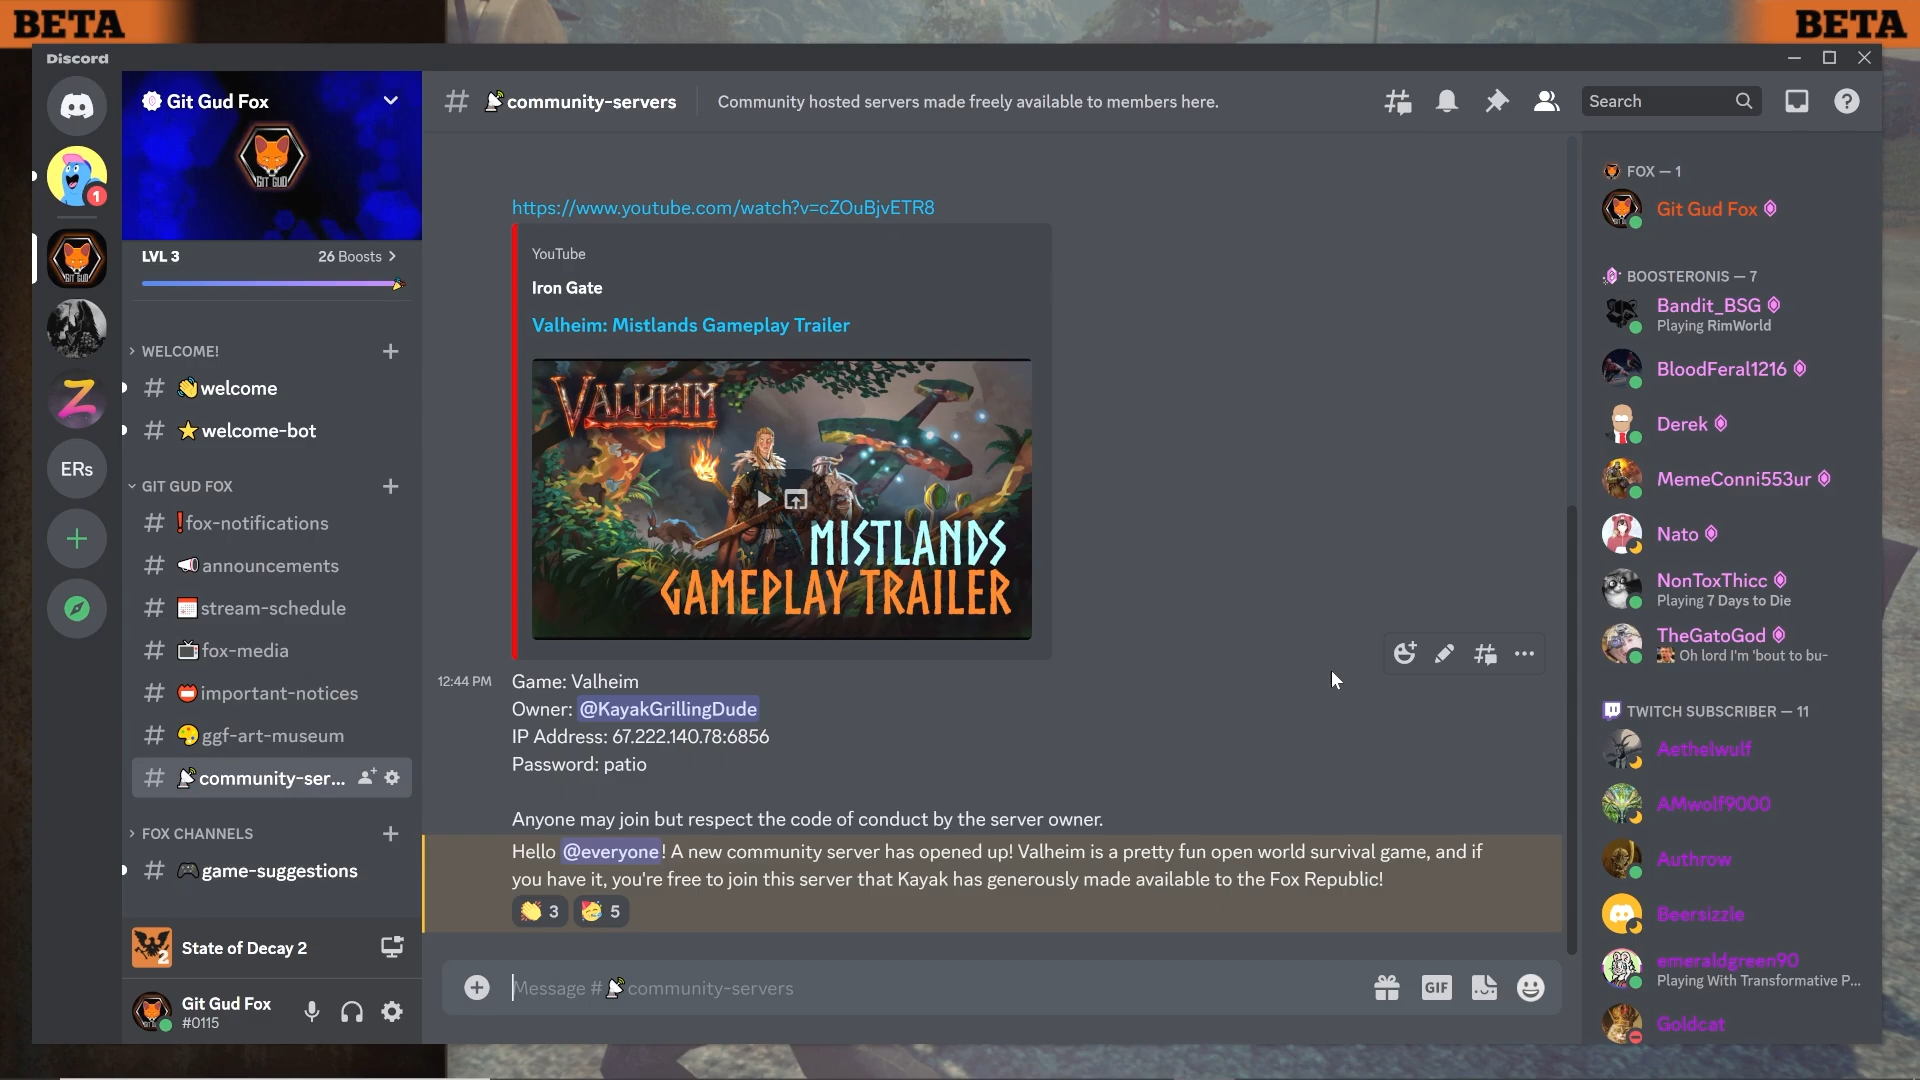 BETA
BETA
Discord
Git Gud Fox
GIT GUD
LVL 3
26 Boosts
WELCOME!
welcome
welcome-bot
GIT GUD FOX
fox-notifications
announcements
stream-schedule
fox-media
important-notices
ggf-art-museum
community-ser...
FOX CHANNELS
game-suggestions
State of Decay 2
Git Gud Fox
#0115
1
GIT GUD
Z
ERs
community-servers
Community hosted servers made freely available to members here.
Search
https://www.youtube.com/watch?v=cZOuBjvETR8
YouTube
Iron Gate
Valheim: Mistlands Gameplay Trailer
VALHEIM
MISTLANDS
GAMEPLAY TRAILER
12:44 PM
Game: Valheim
Owner: @KayakGrillingDude
IP Address: 67.222.140.78:6856
Password: patio
Anyone may join but respect the code of conduct by the server owner.
Hello @everyone! A new community server has opened up! Valheim is a pretty fun open world survival game, and if
you have it, you're free to join this server that Kayak has generously made available to the Fox Republic!
3
5
Message # community-servers
GIF
FOX — 1
Git Gud Fox
BOOSTERONIS — 7
Bandit_BSG
Playing RimWorld
BloodFeral1216
Derek
MemeConni553ur
Nato
NonToxThicc
Playing 7 Days to Die
TheGatoGod
Oh lord I'm 'bout to bu-
TWITCH SUBSCRIBER — 11
Aethelwulf
AMwolf9000
Authrow
Beersizzle
emeraldgreen90
Playing With Transformative P...
Goldcat